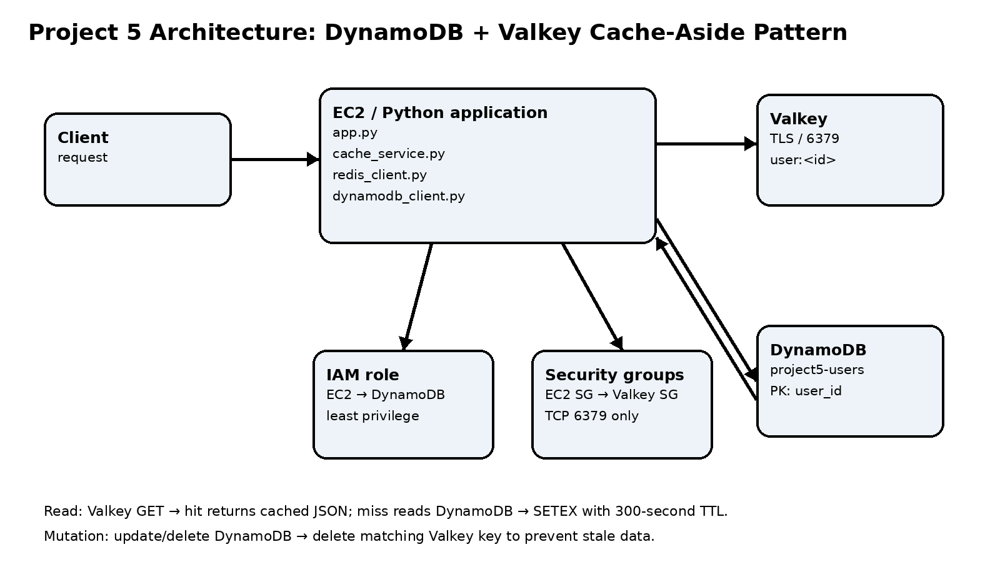 Project 5 Architecture: DynamoDB + Valkey Cache-Aside Pattern
Client
request
EC2 / Python application
app.py
cache_service.py
redis_client.py
dynamodb_client.py
Valkey
TLS / 6379
user:<id>
IAM role
EC2 → DynamoDB
least privilege
Security groups
EC2 SG → Valkey SG
TCP 6379 only
DynamoDB
project5-users
PK: user_id
Read: Valkey GET → hit returns cached JSON; miss reads DynamoDB → SETEX with 300-second TTL.
Mutation: update/delete DynamoDB → delete matching Valkey key to prevent stale data.